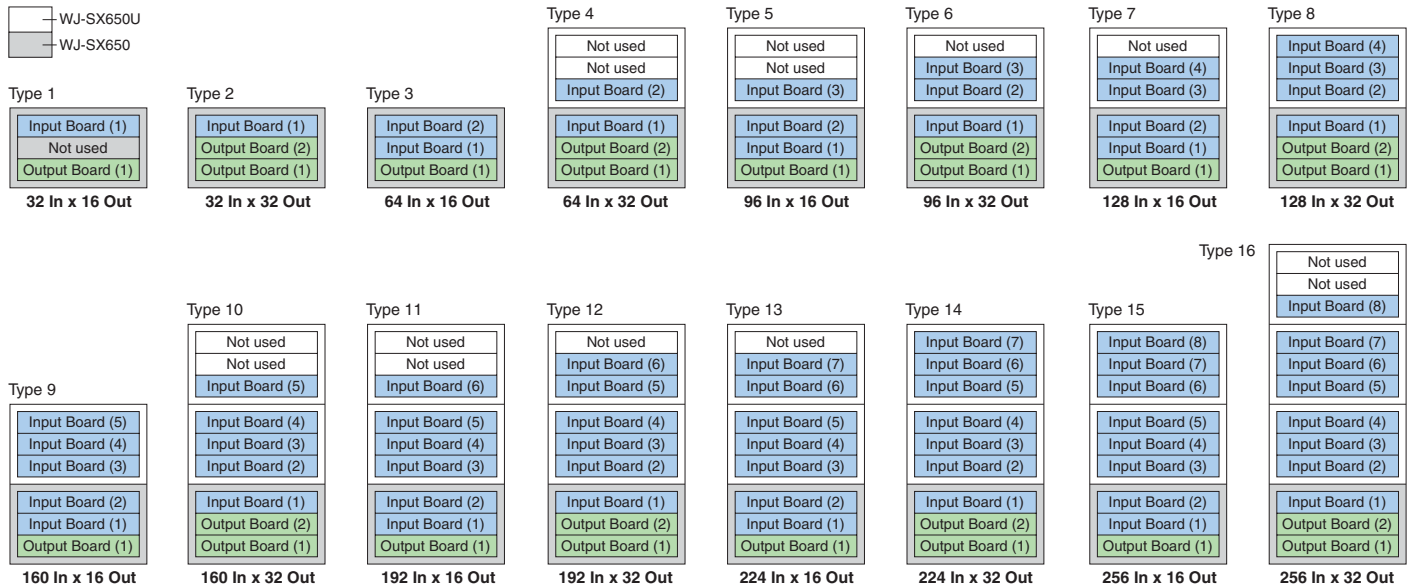 WJ-SX650U
WJ-SX650
Type 1
Input Board (1)
Not used
Output Board (1)
32 In x 16 Out
Type 2
Input Board (1)
Output Board (2)
Output Board (1)
32 In x 32 Out
Type 3
Input Board (2)
Input Board (1)
Output Board (1)
64 In x 16 Out
Type 4
Not used
Not used
Input Board (2)
Input Board (1)
Output Board (2)
Output Board (1)
64 In x 32 Out
Type 5
Not used
Not used
Input Board (3)
Input Board (2)
Input Board (1)
Output Board (1)
96 In x 16 Out
Type 6
Not used
Input Board (3)
Input Board (2)
Input Board (1)
Output Board (2)
Output Board (1)
96 In x 32 Out
Type 7
Not used
Input Board (4)
Input Board (3)
Input Board (2)
Input Board (1)
Output Board (1)
128 In x 16 Out
Type 8
Input Board (4)
Input Board (3)
Input Board (2)
Input Board (1)
Output Board (2)
Output Board (1)
128 In x 32 Out
Type 9
Input Board (5)
Input Board (4)
Input Board (3)
Input Board (2)
Input Board (1)
Output Board (1)
160 In x 16 Out
Type 10
Not used
Not used
Input Board (5)
Input Board (4)
Input Board (3)
Input Board (2)
Input Board (1)
Output Board (2)
Output Board (1)
160 In x 32 Out
Type 11
Not used
Not used
Input Board (6)
Input Board (5)
Input Board (4)
Input Board (3)
Input Board (2)
Input Board (1)
Output Board (1)
192 In x 16 Out
Type 12
Not used
Input Board (6)
Input Board (5)
Input Board (4)
Input Board (3)
Input Board (2)
Input Board (1)
Output Board (2)
Output Board (1)
192 In x 32 Out
Type 13
Not used
Input Board (7)
Input Board (6)
Input Board (5)
Input Board (4)
Input Board (3)
Input Board (2)
Input Board (1)
Output Board (1)
224 In x 16 Out
Type 14
Input Board (7)
Input Board (6)
Input Board (5)
Input Board (4)
Input Board (3)
Input Board (2)
Input Board (1)
Output Board (2)
Output Board (1)
224 In x 32 Out
Type 15
Input Board (8)
Input Board (7)
Input Board (6)
Input Board (5)
Input Board (4)
Input Board (3)
Input Board (2)
Input Board (1)
Output Board (1)
256 In x 16 Out
Type 16
Not used
Not used
Input Board (8)
Input Board (7)
Input Board (6)
Input Board (5)
Input Board (4)
Input Board (3)
Input Board (2)
Input Board (1)
Output Board (2)
Output Board (1)
256 In x 32 Out